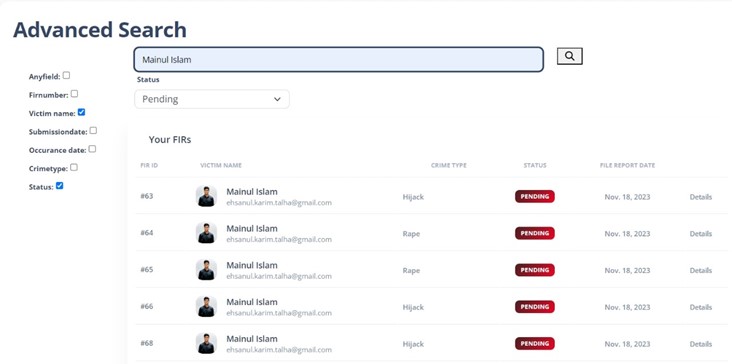 Advanced Search
Mainul Islam
Status
Pending
Anyfield:
Firnumber:
Victim name:
Submissiondate:
Occurance date:
Crimetype:
Status:
Your FIRs
FIR ID VICTIM NAME CRIME TYPE STATUS FILE REPORT DATE
#63 Mainul Islam Hijack PENDING Nov. 18, 2023 Details
ehsanul.karim.talha@gmail.com
#64 Mainul Islam Rape PENDING Nov. 18, 2023 Details
ehsanul.karim.talha@gmail.com
#65 Mainul Islam Rape PENDING Nov. 18, 2023 Details
ehsanul.karim.talha@gmail.com
#66 Mainul Islam Hijack PENDING Nov. 18, 2023 Details
ehsanul.karim.talha@gmail.com
#68 Mainul Islam Hijack PENDING Nov. 18, 2023 Details
ehsanul.karim.talha@gmail.com